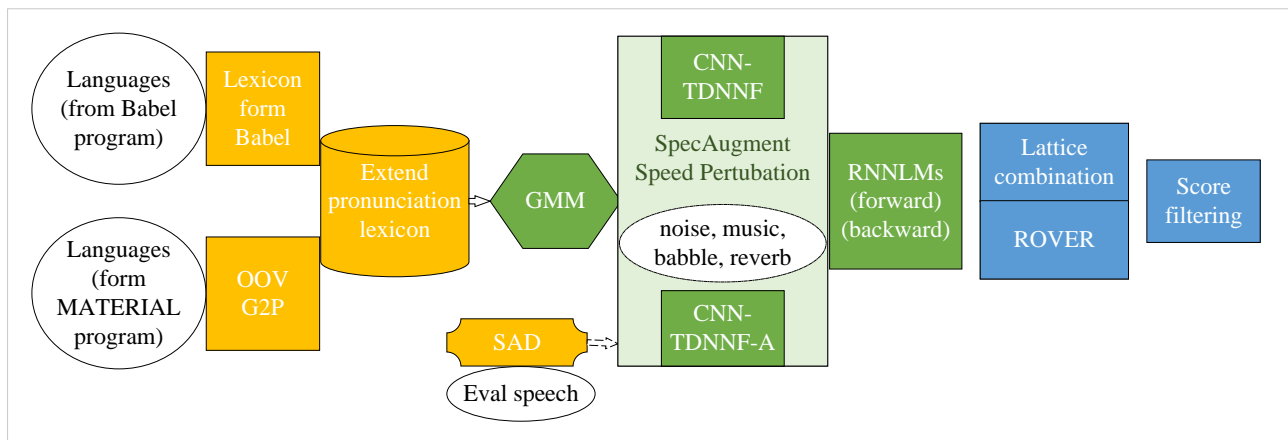 Languages
(from Babel
program)
Lexicon
form
Babel
Languages
(form
MATERIAL
program)
OOV
G2P
Extend
pronunciation
lexicon
GMM
SAD
Eval speech
CNN-
TDNNF
SpecAugment
Speed Pertubation
noise, music,
babble, reverb
CNN-
TDNNF-A
RNNLMs
(forward)
(backward)
Lattice
combination
ROVER
Score
filtering